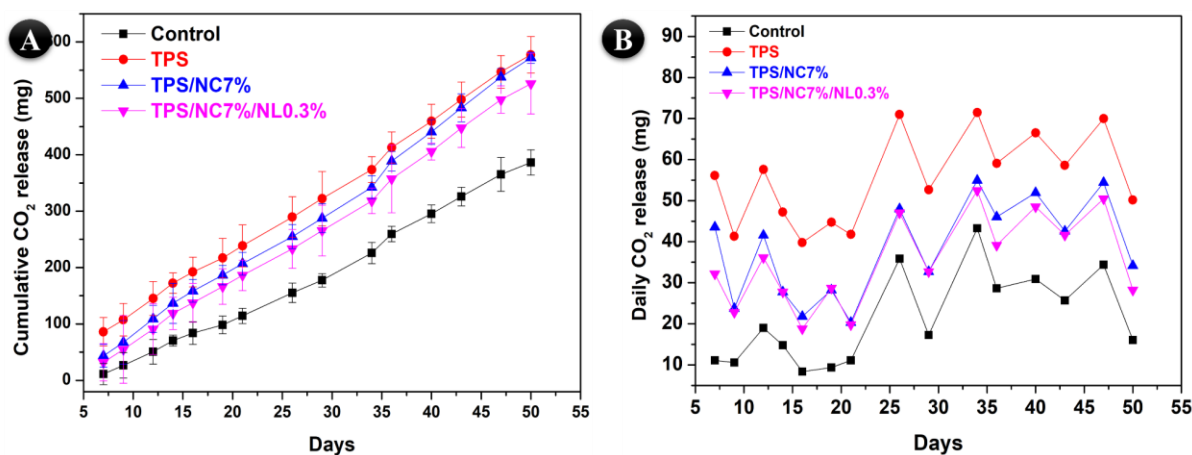 A
Control
TPS
TPS/NC7%
TPS/NC7%/NL0.3%
Cumulative CO2 release (mg)
600
500
400
300
200
100
0
5 10 15 20 25 30 35 40 45 50 55
Days
B
Control
TPS
TPS/NC7%
TPS/NC7%/NL0.3%
Daily CO2 release (mg)
90
80
70
60
50
40
30
20
10
5 10 15 20 25 30 35 40 45 50 55
Days